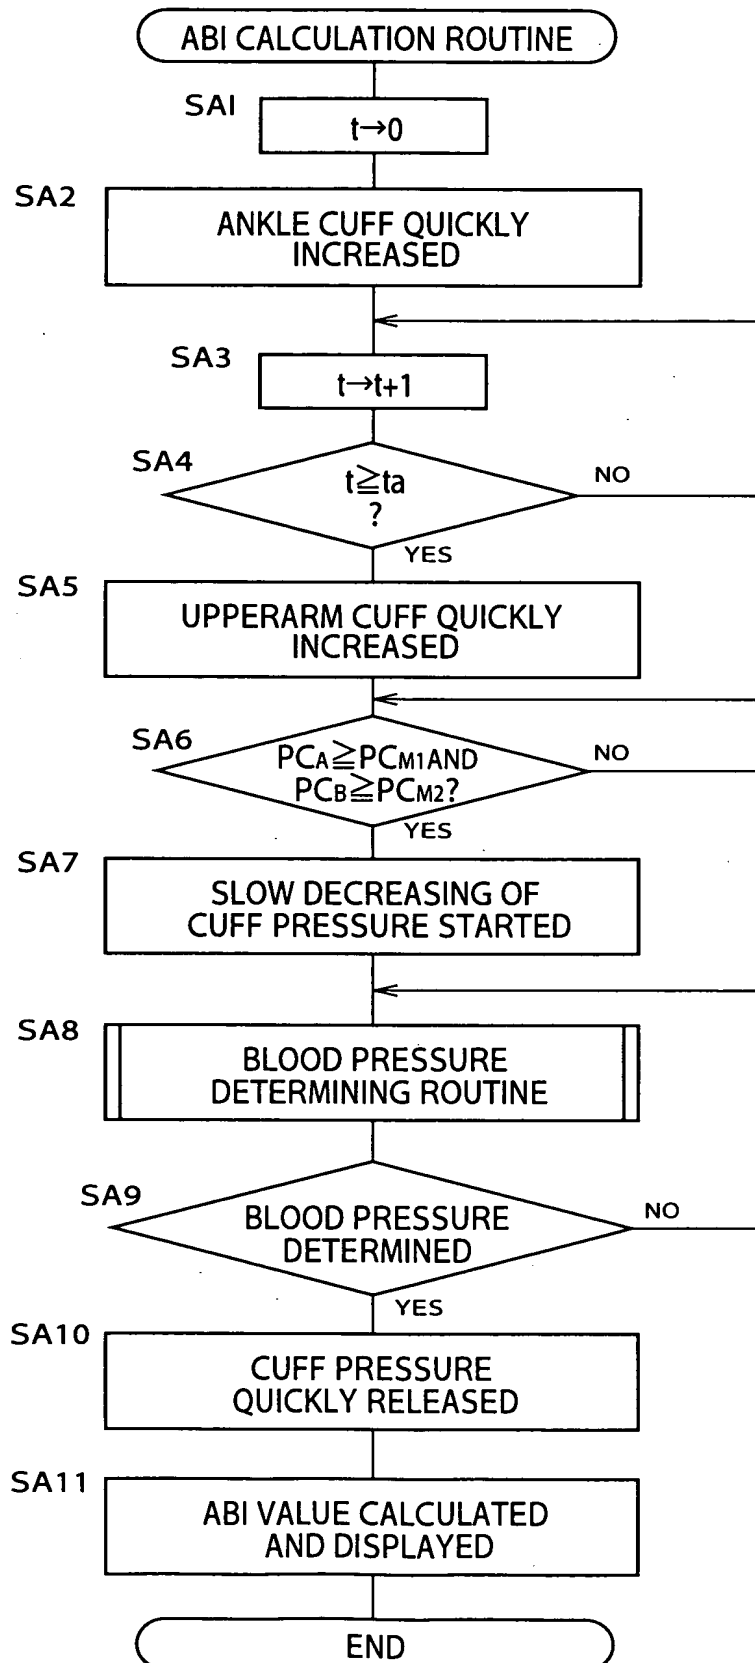 ABI CALCULATION ROUTINE
SA1
t→0
SA2
ANKLE CUFF QUICKLY
INCREASED
SA3
t→t+1
SA4
t≧ta
?
NO
YES
SA5
UPPERARM CUFF QUICKLY
INCREASED
SA6
PCA≧PCM1AND
PCB≧PCM2?
NO
YES
SA7
SLOW DECREASING OF
CUFF PRESSURE STARTED
SA8
BLOOD PRESSURE
DETERMINING ROUTINE
SA9
BLOOD PRESSURE
DETERMINED
NO
YES
SA10
CUFF PRESSURE
QUICKLY RELEASED
SA11
ABI VALUE CALCULATED
AND DISPLAYED
END